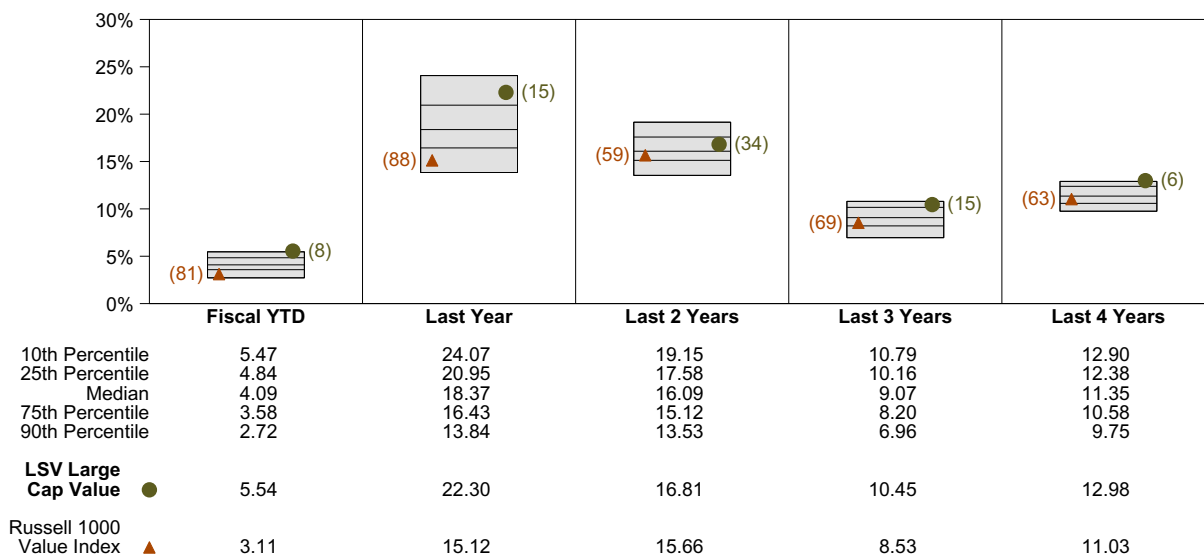 30%
25%
20%
15%
10%
5%
0%
(81) (8)
(88) (15)
(59) (34)
(69) (15)
(63) (6)
Fiscal YTD Last Year Last 2 Years Last 3 Years Last 4 Years
10th Percentile 5.47 24.07 19.15 10.79 12.90
25th Percentile 4.84 20.95 17.58 10.16 12.38
Median 4.09 18.37 16.09 9.07 11.35
75th Percentile 3.58 16.43 15.12 8.20 10.58
90th Percentile 2.72 13.84 13.53 6.96 9.75
LSV Large
Cap Value 5.54 22.30 16.81 10.45 12.98
Russell 1000
Value Index 3.11 15.12 15.66 8.53 11.03